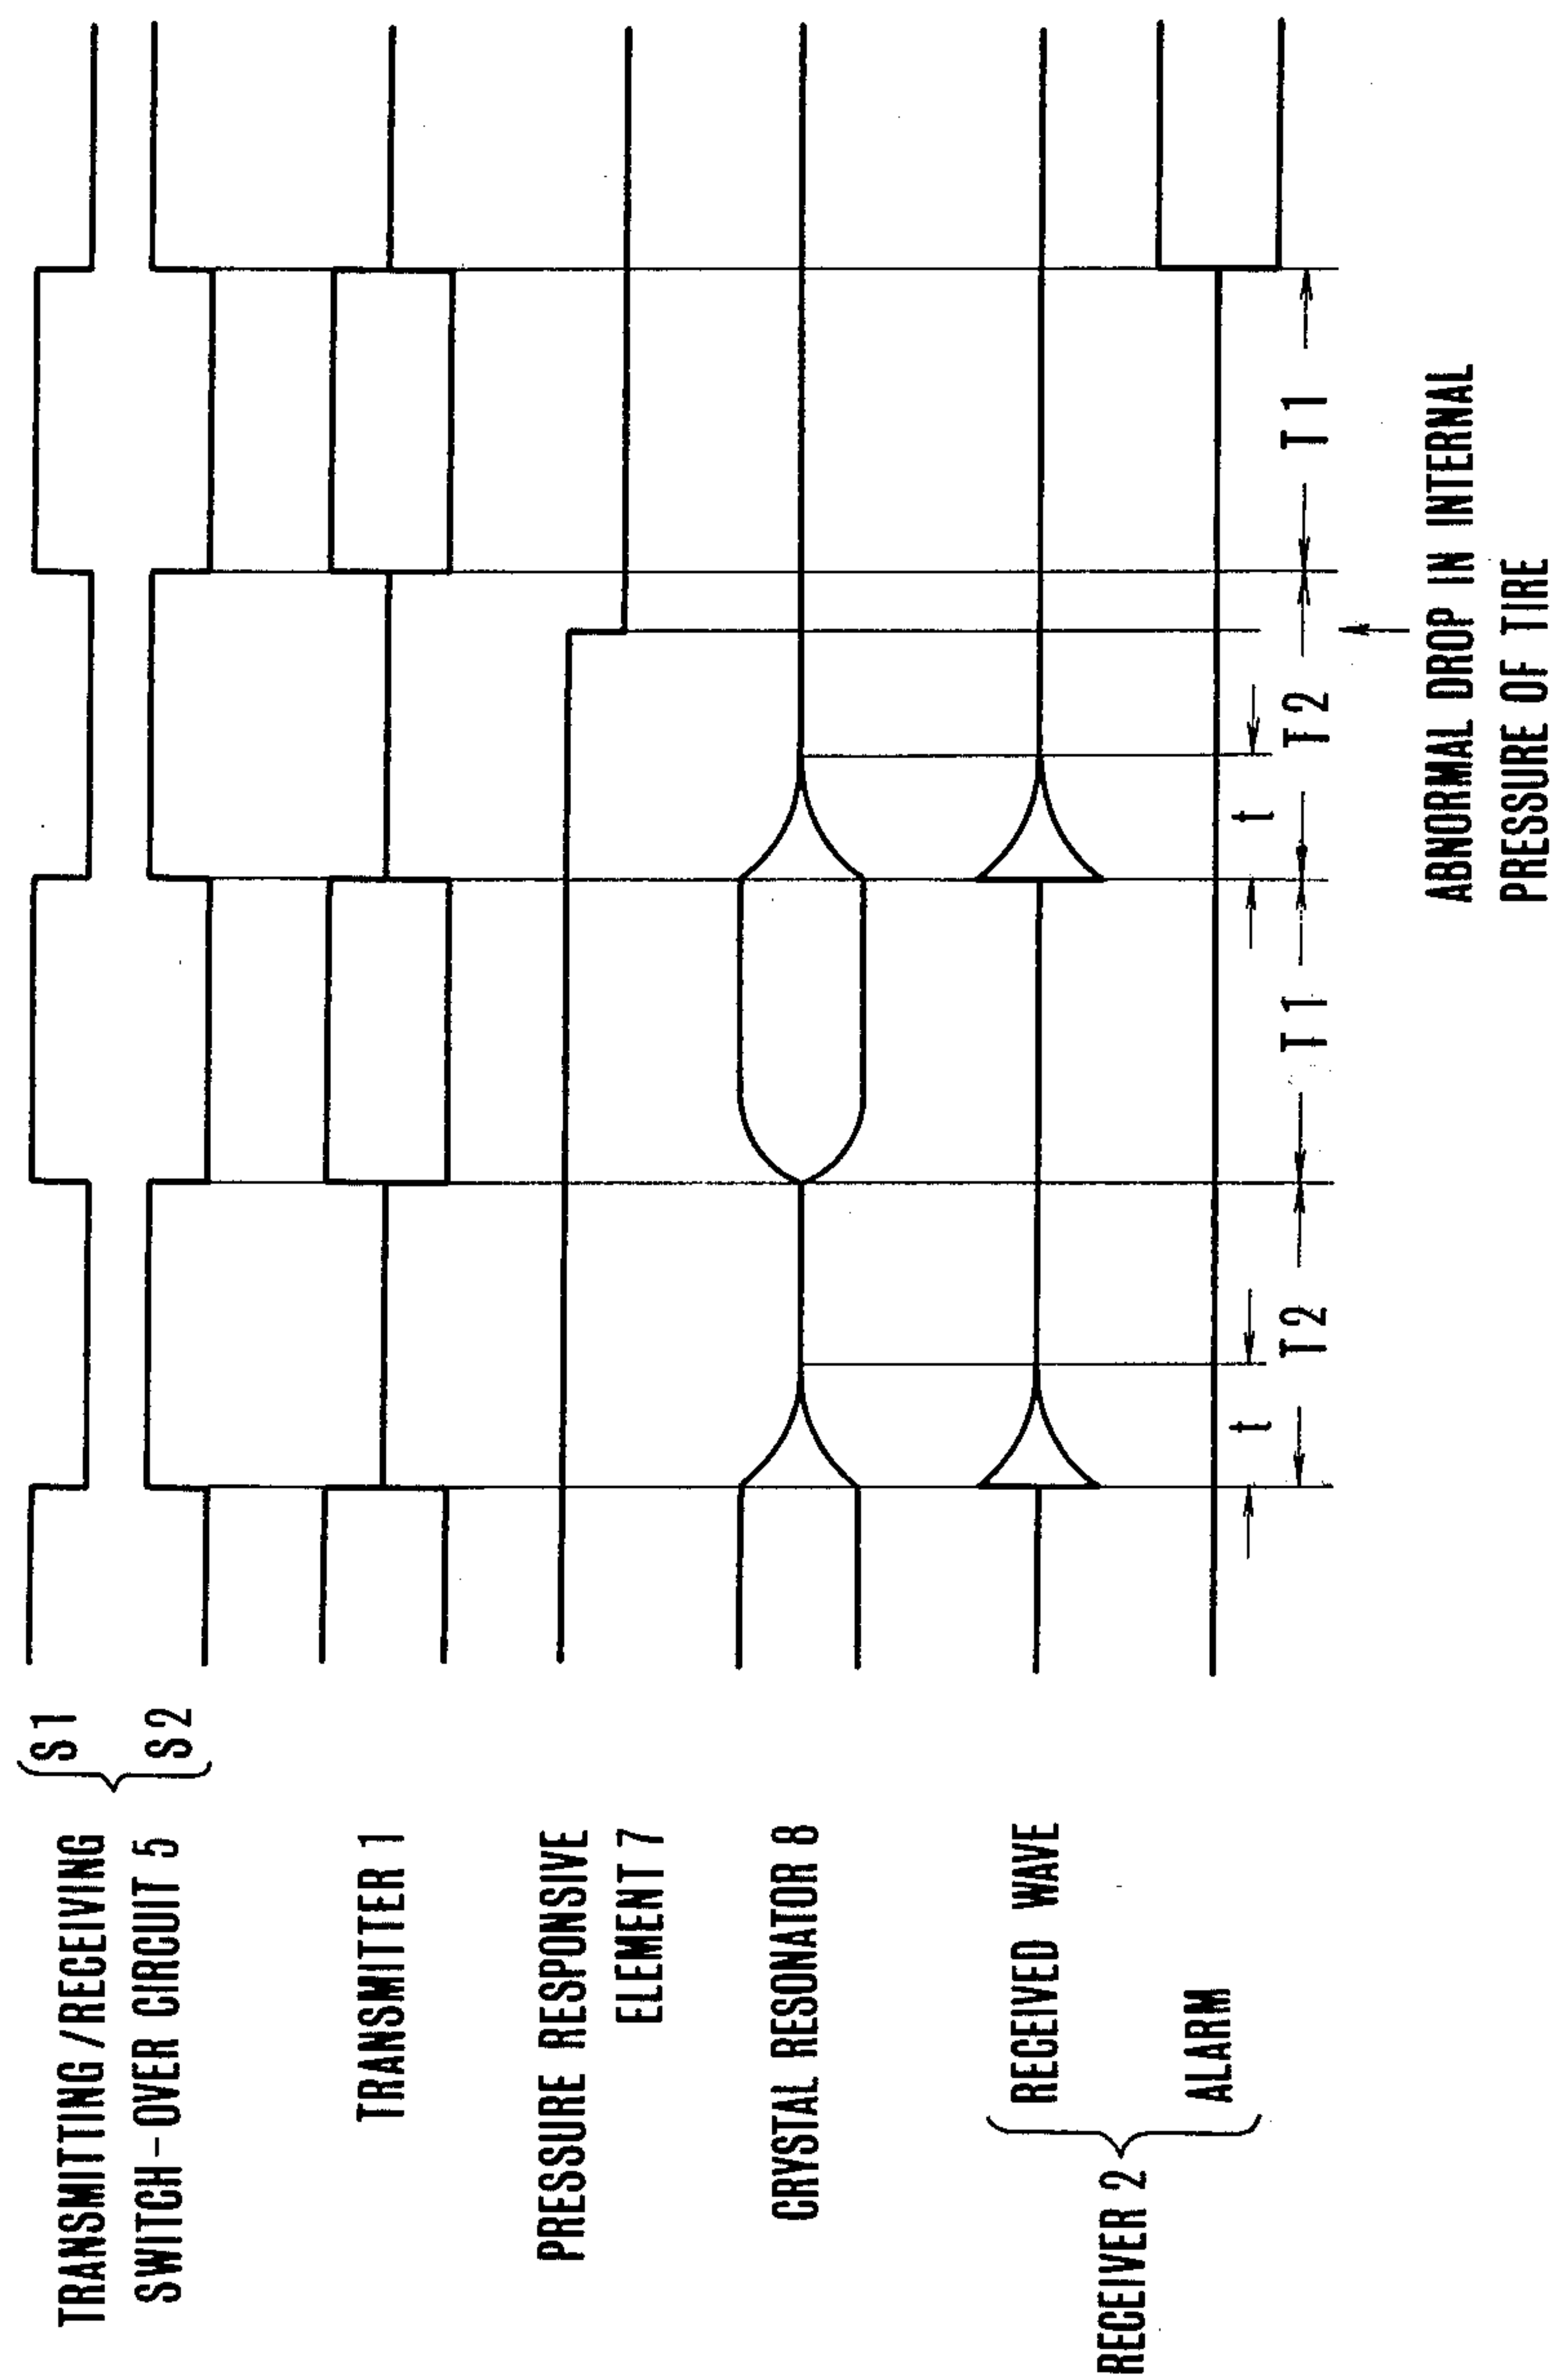 TRANSMITTING/RECEIVING
SWITCH-OVER CIRCUIT 5
S1
S2
TRANSMITTER 1
PRESSURE RESPONSIVE
ELEMENT 7
CRYSTAL RESONATOR 8
RECEIVER 2
RECEIVED WAVE
ALARM
t
t
T2
T1
T2
T1
ABNORMAL DROP IN INTERNAL
PRESSURE OF TIRE